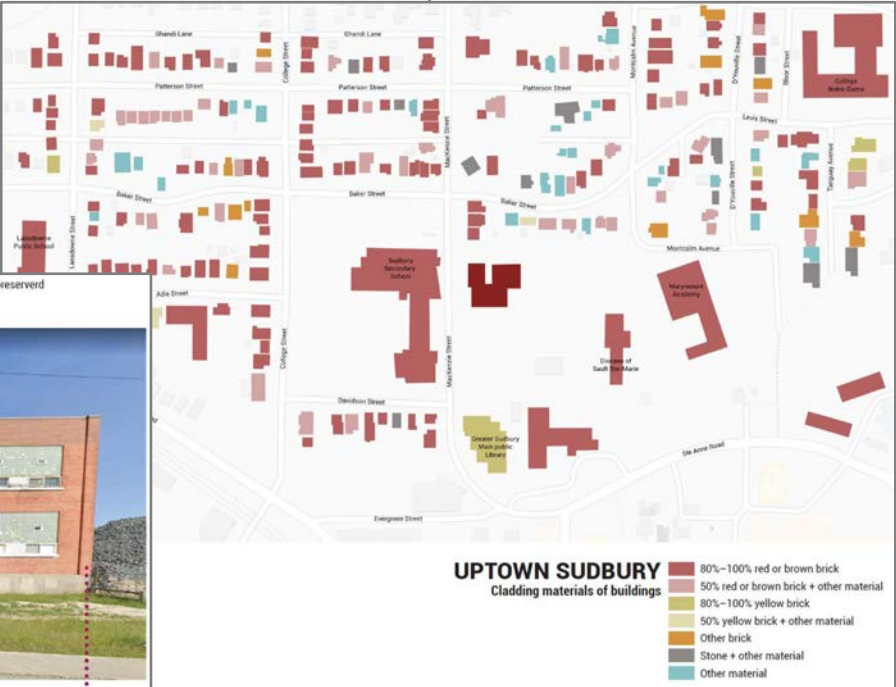 Ghandi Lane
Ghandi Lane
College Street
Montcalm Avenue
D'Youville Street
Bloor Street
College
Notre-Dame
Patterson Street
Patterson Street
Patterson Street
Levis Street
Mackenzie Street
Tanguay Avenue
D'Youville Street
Baker Street
Baker Street
Baker Street
Lansdowne Street
Lansdowne
Public School
Montcalm Avenue
Sudbury
Secondary
School
Marymount
Academy
preserverd
Adie Street
College Street
Mackenzie Street
Diocese of
Sault Ste-Marie
Davidson Street
Greater Sudbury
Main public
Library
Ste Anne Road
Evergreen Street
UPTOWN SUDBURY
Cladding materials of buildings
80%–100% red or brown brick
50% red or brown brick + other material
80%–100% yellow brick
50% yellow brick + other material
Other brick
Stone + other material
Other material